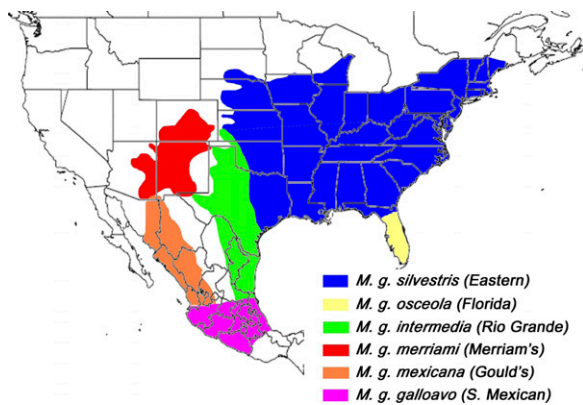 M. g. silvestris (Eastern)
M. g. osceola (Florida)
M. g. intermedia (Rio Grande)
M. g. merriami (Merriam's)
M. g. mexicana (Gould's)
M. g. galloavo (S. Mexican)